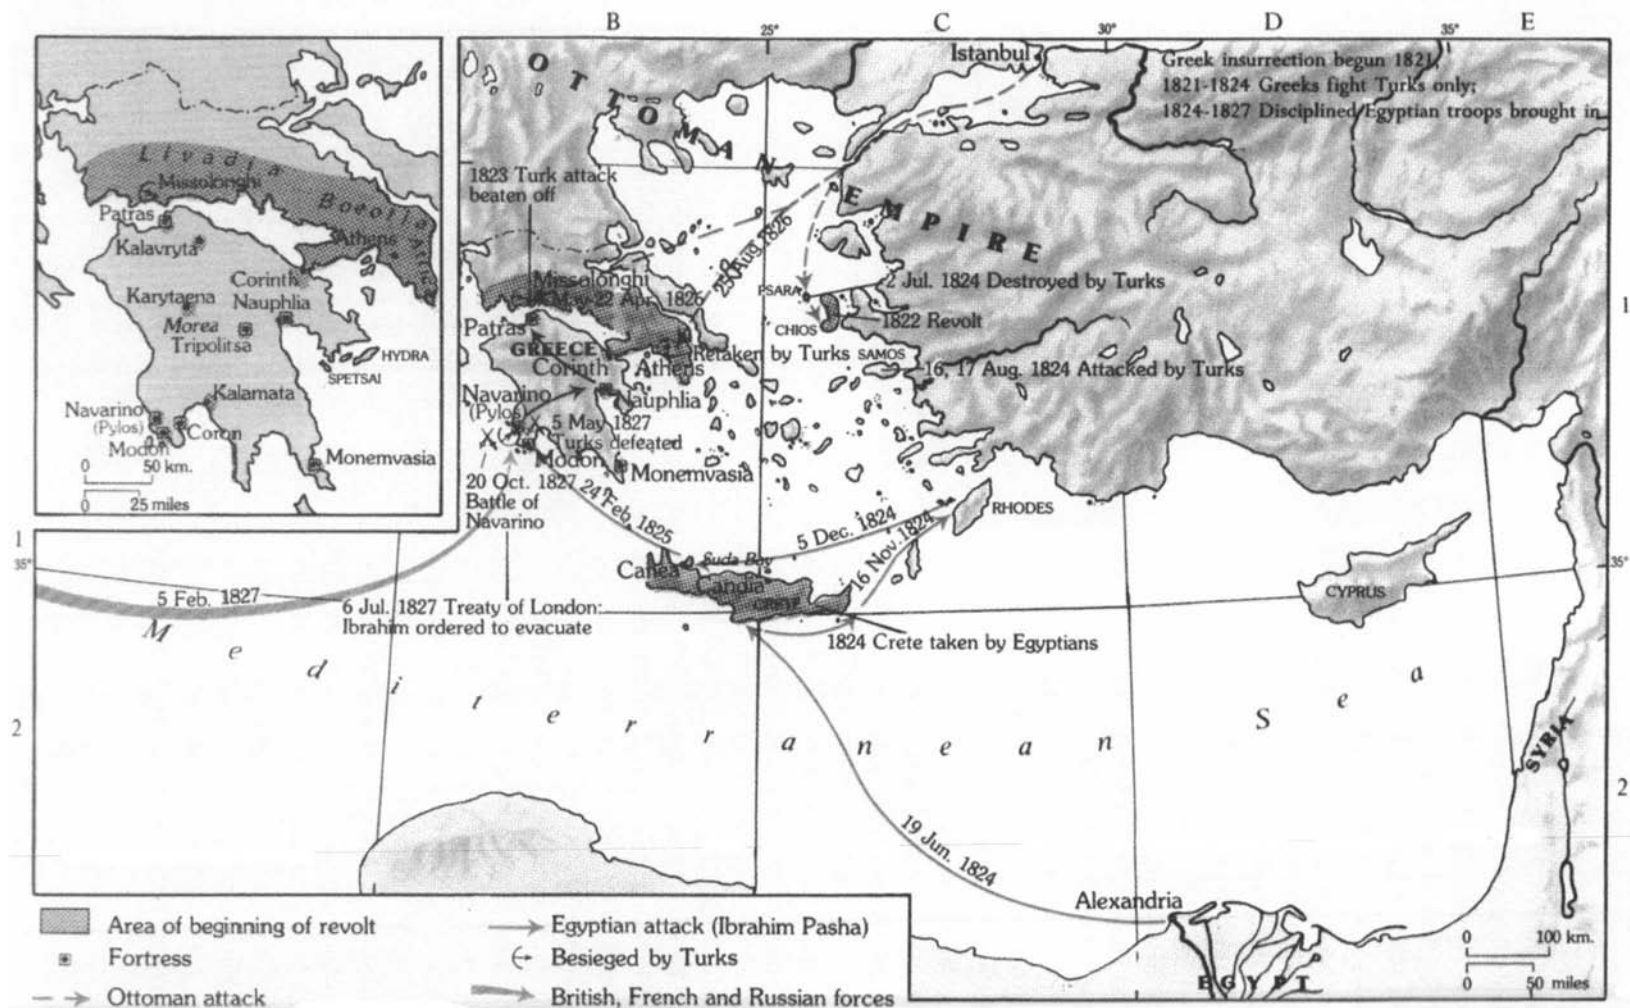 B
C
D
E
25°
30°
35°
Istanbul
Greek insurrection begun 1821,
1821-1824 Greeks fight Turks only;
1824-1827 Disciplined Egyptian troops brought in
OTTOMAN EMPIRE
Livadia
Missolonghi
Boeotia
Patras
Kalavryta
Athens
Corinth
Karytaena
Nauphlia
Morea
Tripolitsa
HYDRA
SPETSAI
Kalamata
Navarino
(Pylos)
Coron
Modon
Monemvasia
0 50 km.
0 25 miles
1823 Turk attack
beaten off
25 Aug. 1826
Missolonghi
May-22 Apr. 1826
PSARA
2 Jul. 1824 Destroyed by Turks
CHIOS
1822 Revolt
1
Patras
GREECE
Retaken by Turks
SAMOS
16, 17 Aug. 1824 Attacked by Turks
Corinth
Athens
Navarino
(Pylos)
Nauphlia
5 May 1827
Turks defeated
Modon
Monemvasia
20 Oct. 1827
Battle of
Navarino
24 Feb. 1825
5 Dec. 1824
16 Nov. 1824
RHODES
1
35°
35°
Canea
Suda Bay
Candia
CRETE
CYPRUS
5 Feb. 1827
6 Jul. 1827 Treaty of London:
Ibrahim ordered to evacuate
1824 Crete taken by Egyptians
Mediterranean Sea
2
2
SYRIA
19 Jun. 1824
Alexandria
EGYPT
0 100 km.
0 50 miles
Area of beginning of revolt
Fortress
Ottoman attack
Egyptian attack (Ibrahim Pasha)
Besieged by Turks
British, French and Russian forces